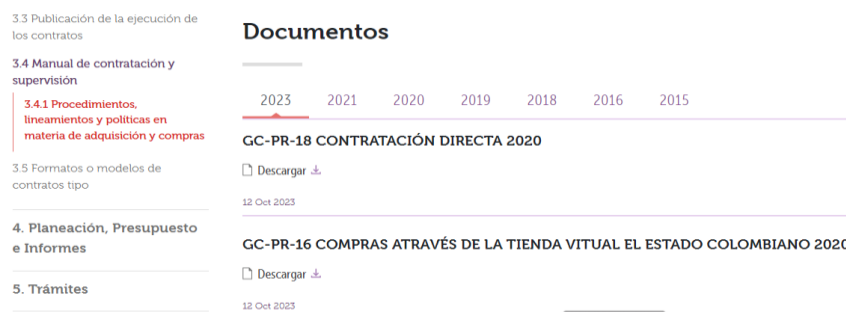 3.3 Publicación de la ejecución de
los contratos
3.4 Manual de contratación y
supervisión
3.4.1 Procedimientos,
lineamientos y políticas en
materia de adquisición y compras
3.5 Formatos o modelos de
contratos tipo
4. Planeación, Presupuesto
e Informes
5. Trámites
Documentos
2023 2021 2020 2019 2018 2016 2015
GC-PR-18 CONTRATACIÓN DIRECTA 2020
Descargar
12 Oct 2023
GC-PR-16 COMPRAS ATRAVÉS DE LA TIENDA VITUAL EL ESTADO COLOMBIANO 2020
Descargar
12 Oct 2023